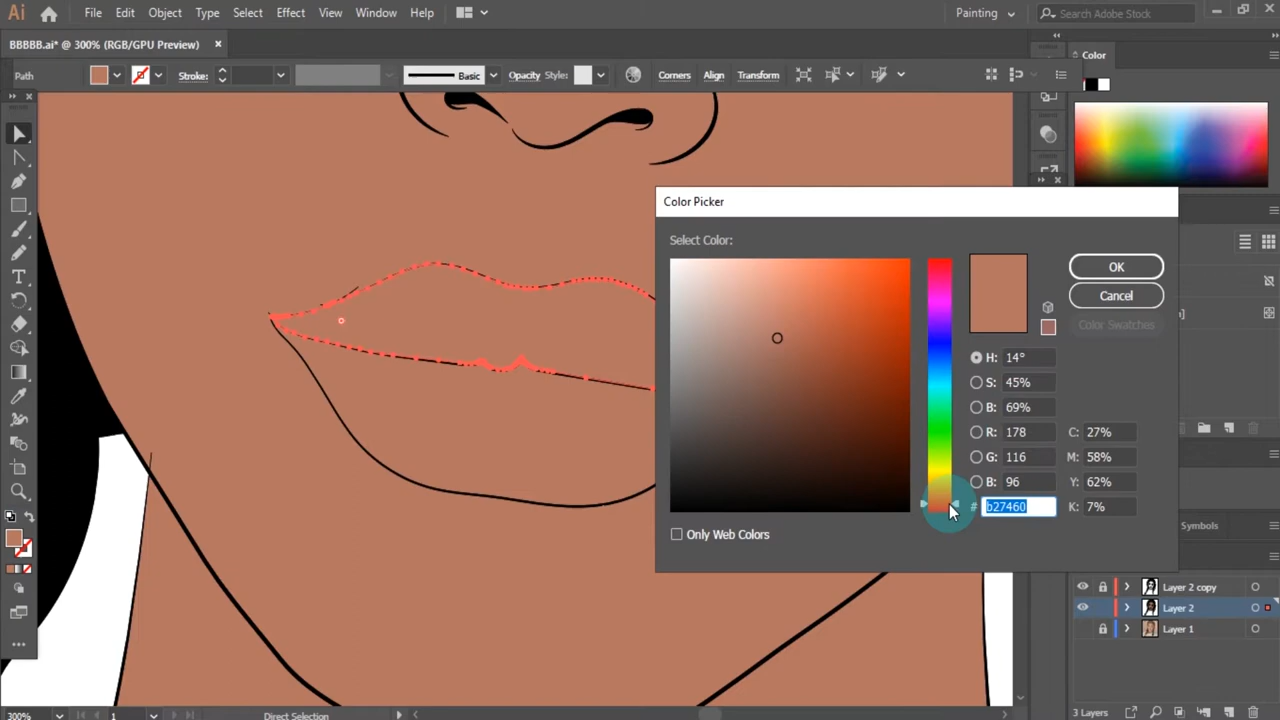 Ai File Edit Object Type Select Effect View Window Help Painting Search Adobe Stock
BBBBB.ai* @ 300% (RGB/GPU Preview) × Color
Path Stroke: Basic Opacity Style: Corners Align Transform
Color Picker
Select Color:
OK
Cancel
Color Swatches
H: 14°
S: 45%
B: 69%
R: 178 C: 27%
G: 116 M: 58%
B: 96 Y: 62%
# b27460 K: 7%
Only Web Colors
Symbols
Layer 2 copy
Layer 2
Layer 1
300% 1 Direct Selection 3 Layers